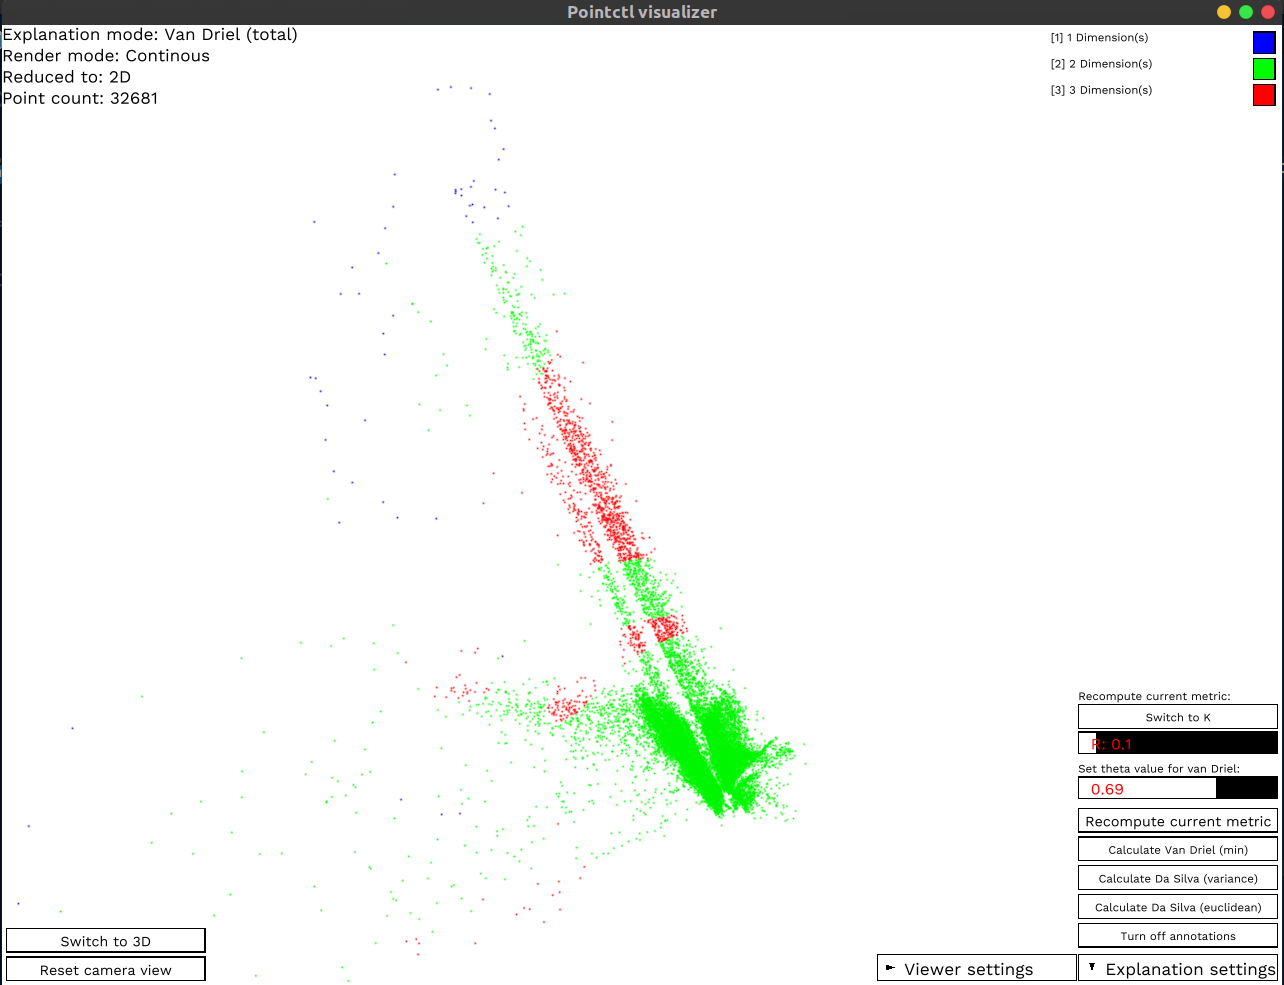 Pointctl visualizer
Explanation mode: Van Driel (total)
Render mode: Continous
Reduced to: 2D
Point count: 32681
[1] 1 Dimension(s)
[2] 2 Dimension(s)
[3] 3 Dimension(s)
Recompute current metric:
Switch to K
R: 0.1
Set theta value for van Driel:
0.69
Recompute current metric
Calculate Van Driel (min)
Calculate Da Silva (variance)
Calculate Da Silva (euclidean)
Turn off annotations
Switch to 3D
Reset camera view
Viewer settings
Explanation settings